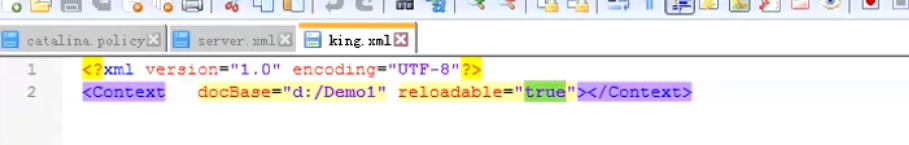 catalina.policy server.xml king.xml
1 <?xml version="1.0" encoding="UTF-8"?>
2 <Context   docBase="d:/Demo1" reloadable="true"></Context>